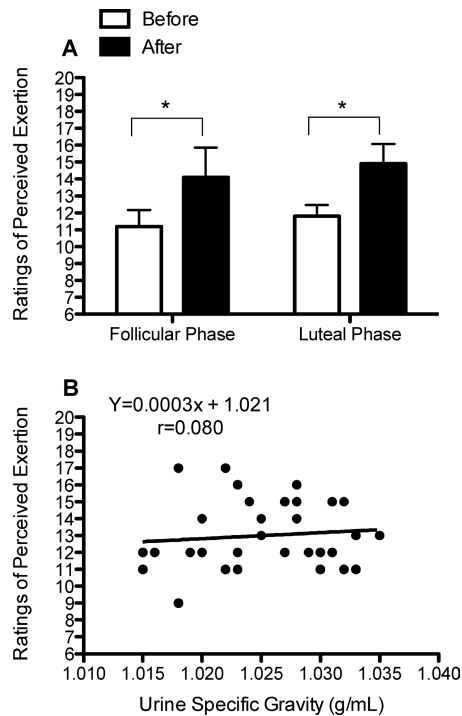 Before
After
A
Ratings of Perceived Exertion
20
19
18
17
16
15
14
13
12
11
10
9
8
7
6
*
*
Follicular Phase
Luteal Phase
B
Y=0.0003x + 1.021
r=0.080
Ratings of Perceived Exertion
20
19
18
17
16
15
14
13
12
11
10
9
8
7
6
1.010 1.015 1.020 1.025 1.030 1.035 1.040
Urine Specific Gravity (g/mL)